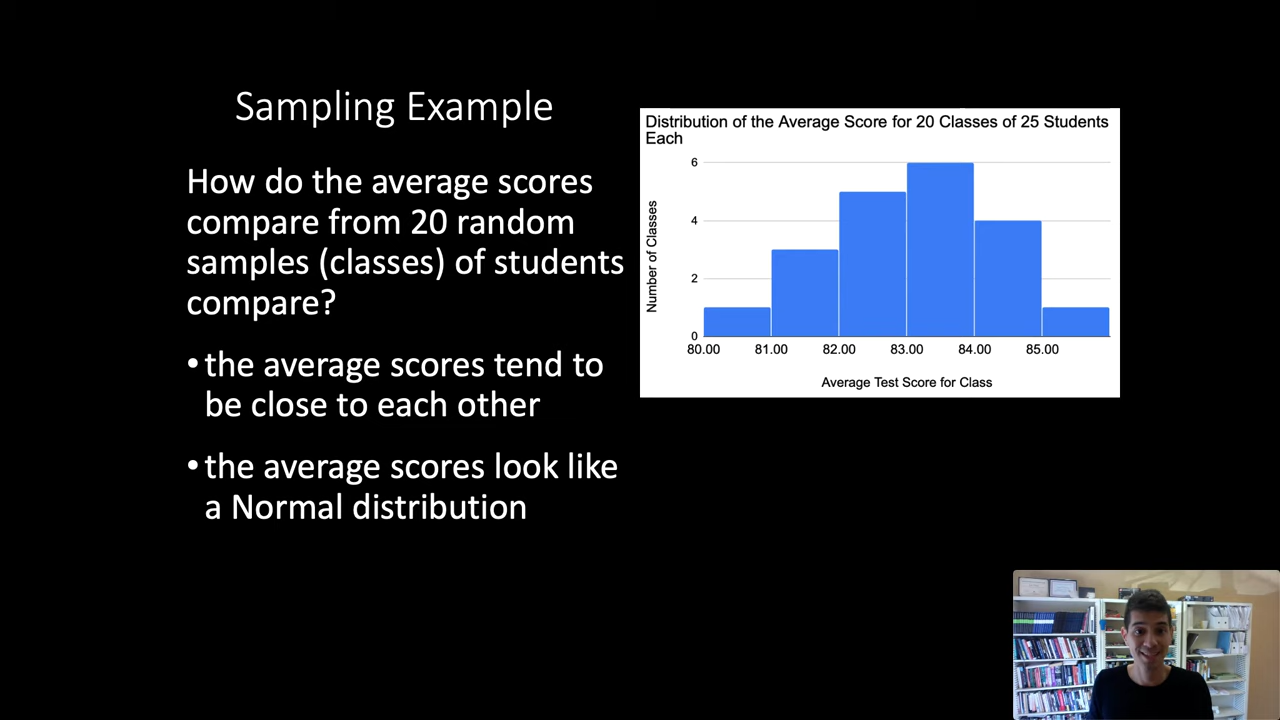 Sampling Example
How do the average scores
compare from 20 random
samples (classes) of students
compare?
•the average scores tend to
be close to each other
•the average scores look like
a Normal distribution
Distribution of the Average Score for 20 Classes of 25 Students
Each
Number of Classes
6
4
2
0
80.00 81.00 82.00 83.00 84.00 85.00
Average Test Score for Class